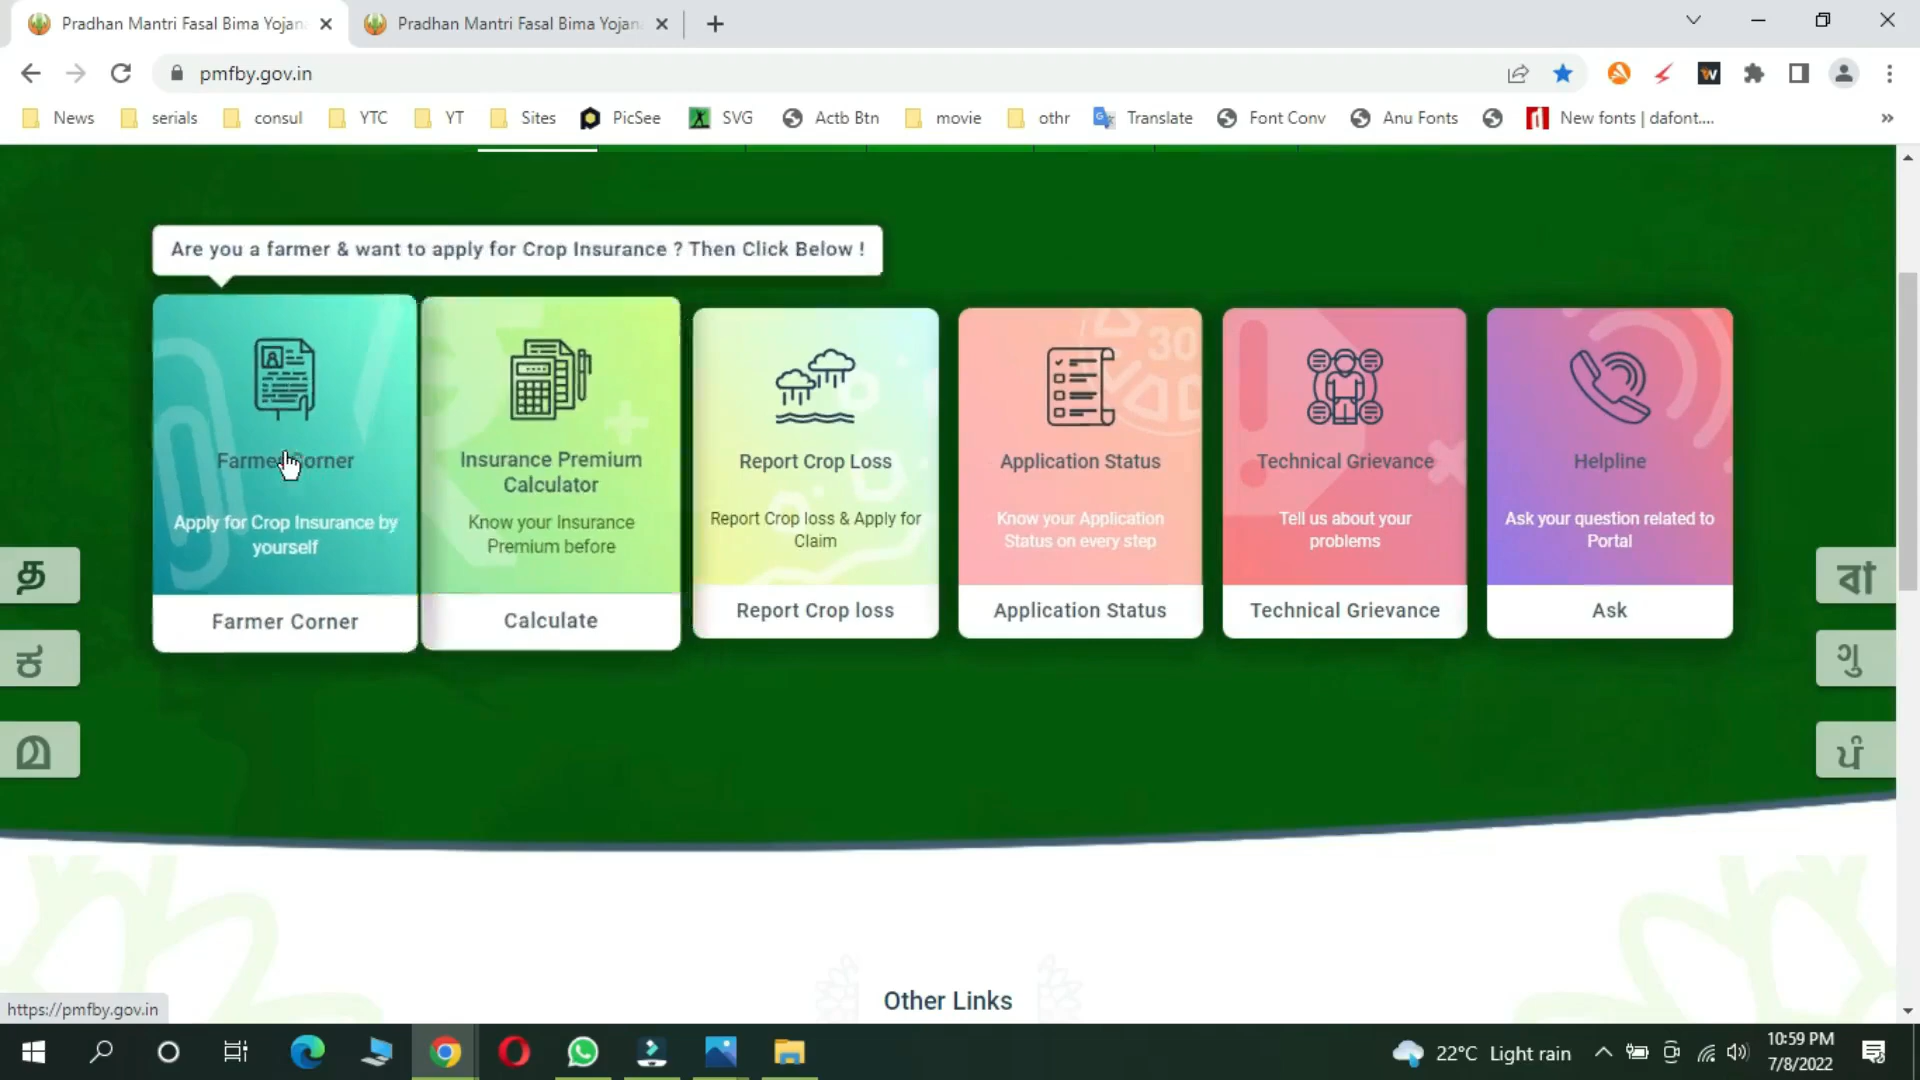 Pradhan Mantri Fasal Bima Yojan
Pradhan Mantri Fasal Bima Yojan
pmfby.gov.in
News
serials
consul
YTC
YT
Sites
PicSee
SVG
Actb Btn
movie
othr
Translate
Font Conv
Anu Fonts
New fonts | dafont....
»
Are you a farmer & want to apply for Crop Insurance ? Then Click Below !
Farmer Corner
Apply for Crop Insurance by
yourself
Farmer Corner
Insurance Premium
Calculator
Know your Insurance
Premium before
Calculate
Report Crop Loss
Report Crop loss & Apply for
Claim
Report Crop loss
30
Application Status
Know your Application
Status on every step
Application Status
Technical Grievance
Tell us about your
problems
Technical Grievance
Helpline
Ask your question related to
Portal
Ask
த
ಕ
മ
বা
ગુ
ਪੰ
Other Links
https://pmfby.gov.in
22°C Light rain
10:59 PM
7/8/2022